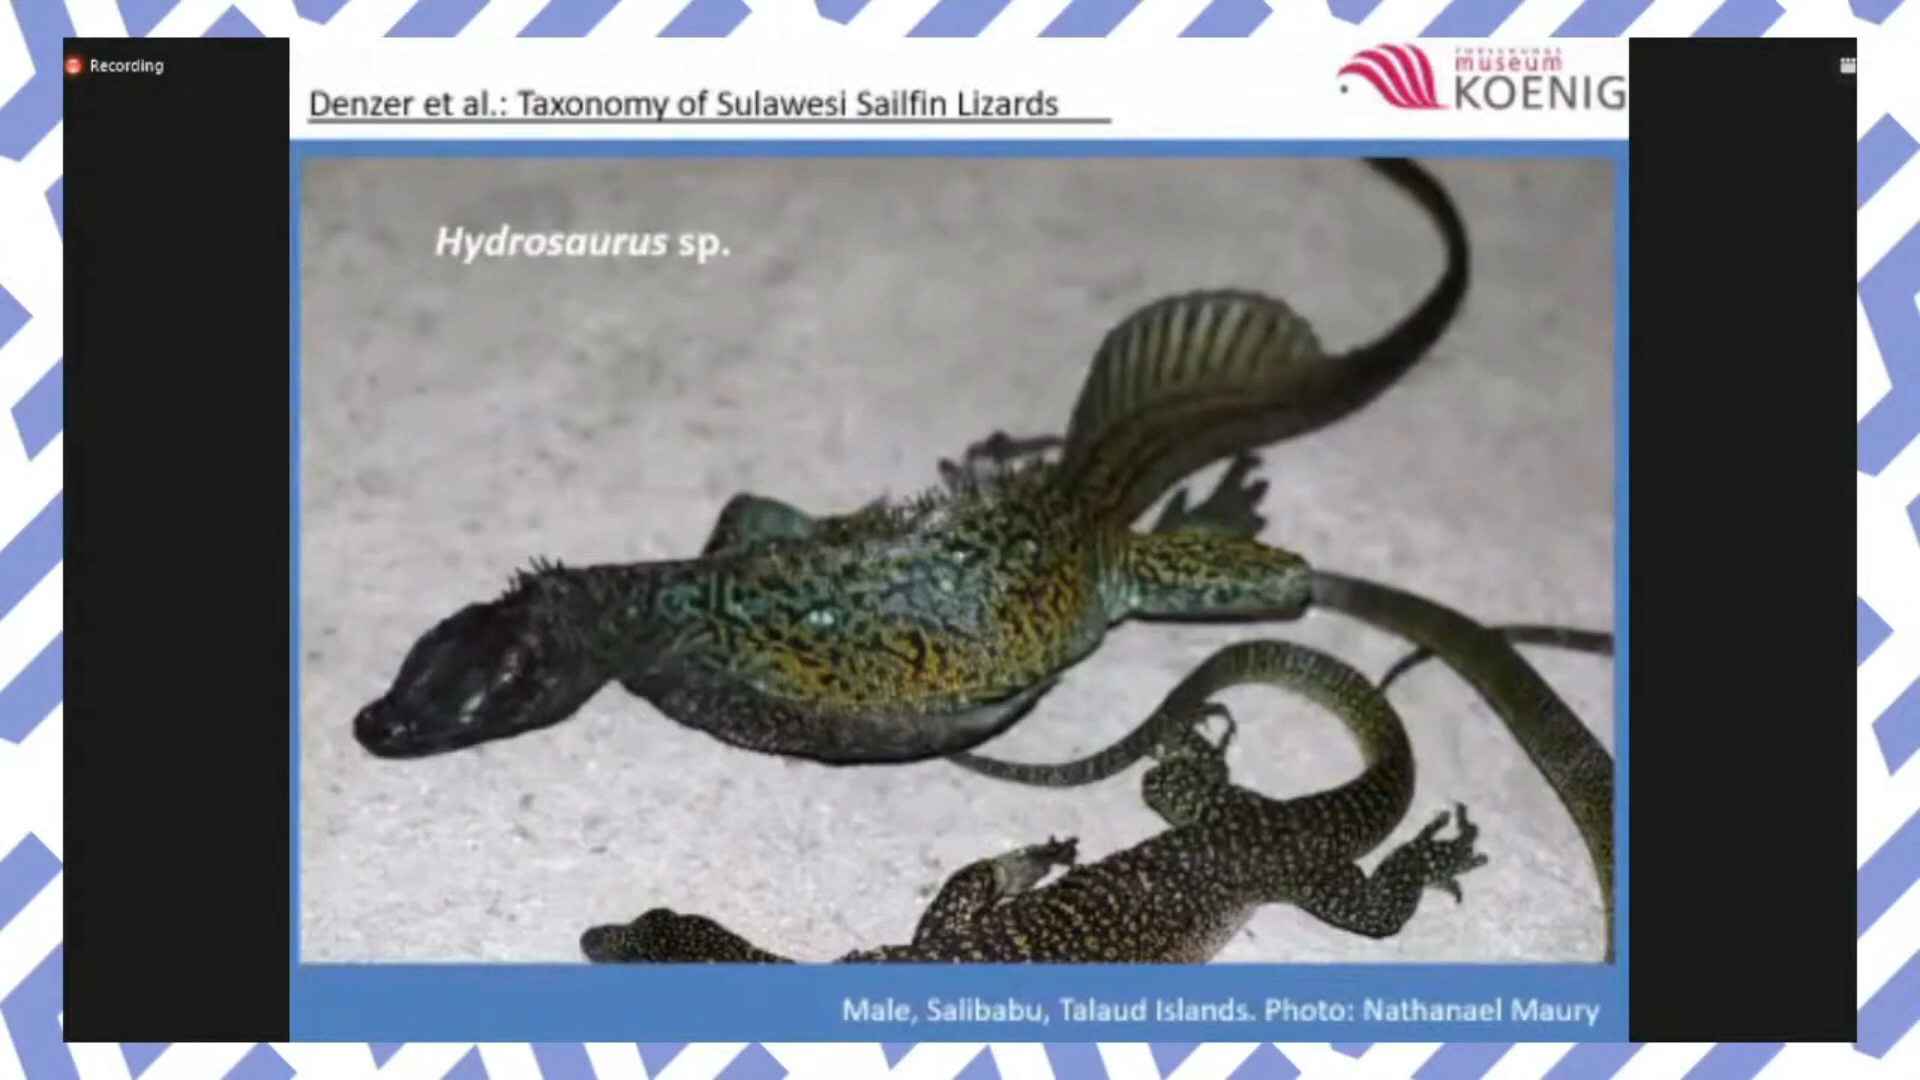 Recording
Denzer et al.: Taxonomy of Sulawesi Sailfin Lizards
museum
KOENIG
Hydrosaurus sp.
Male, Salibabu, Talaud Islands. Photo: Nathanael Maury